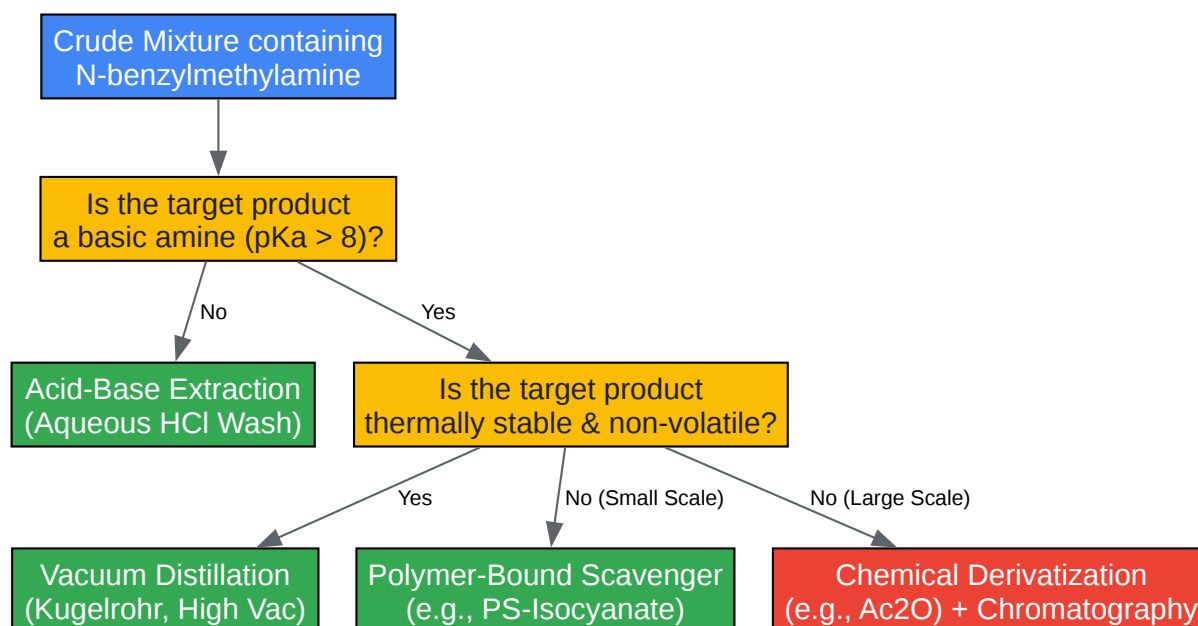 Crude Mixture containing
N-benzylmethylamine
Is the target product
a basic amine (pKa > 8)?
No
Yes
Acid-Base Extraction
(Aqueous HCl Wash)
Is the target product
thermally stable & non-volatile?
Yes
No (Small Scale)
No (Large Scale)
Vacuum Distillation
(Kugelrohr, High Vac)
Polymer-Bound Scavenger
(e.g., PS-Isocyanate)
Chemical Derivatization
(e.g., Ac2O) + Chromatography